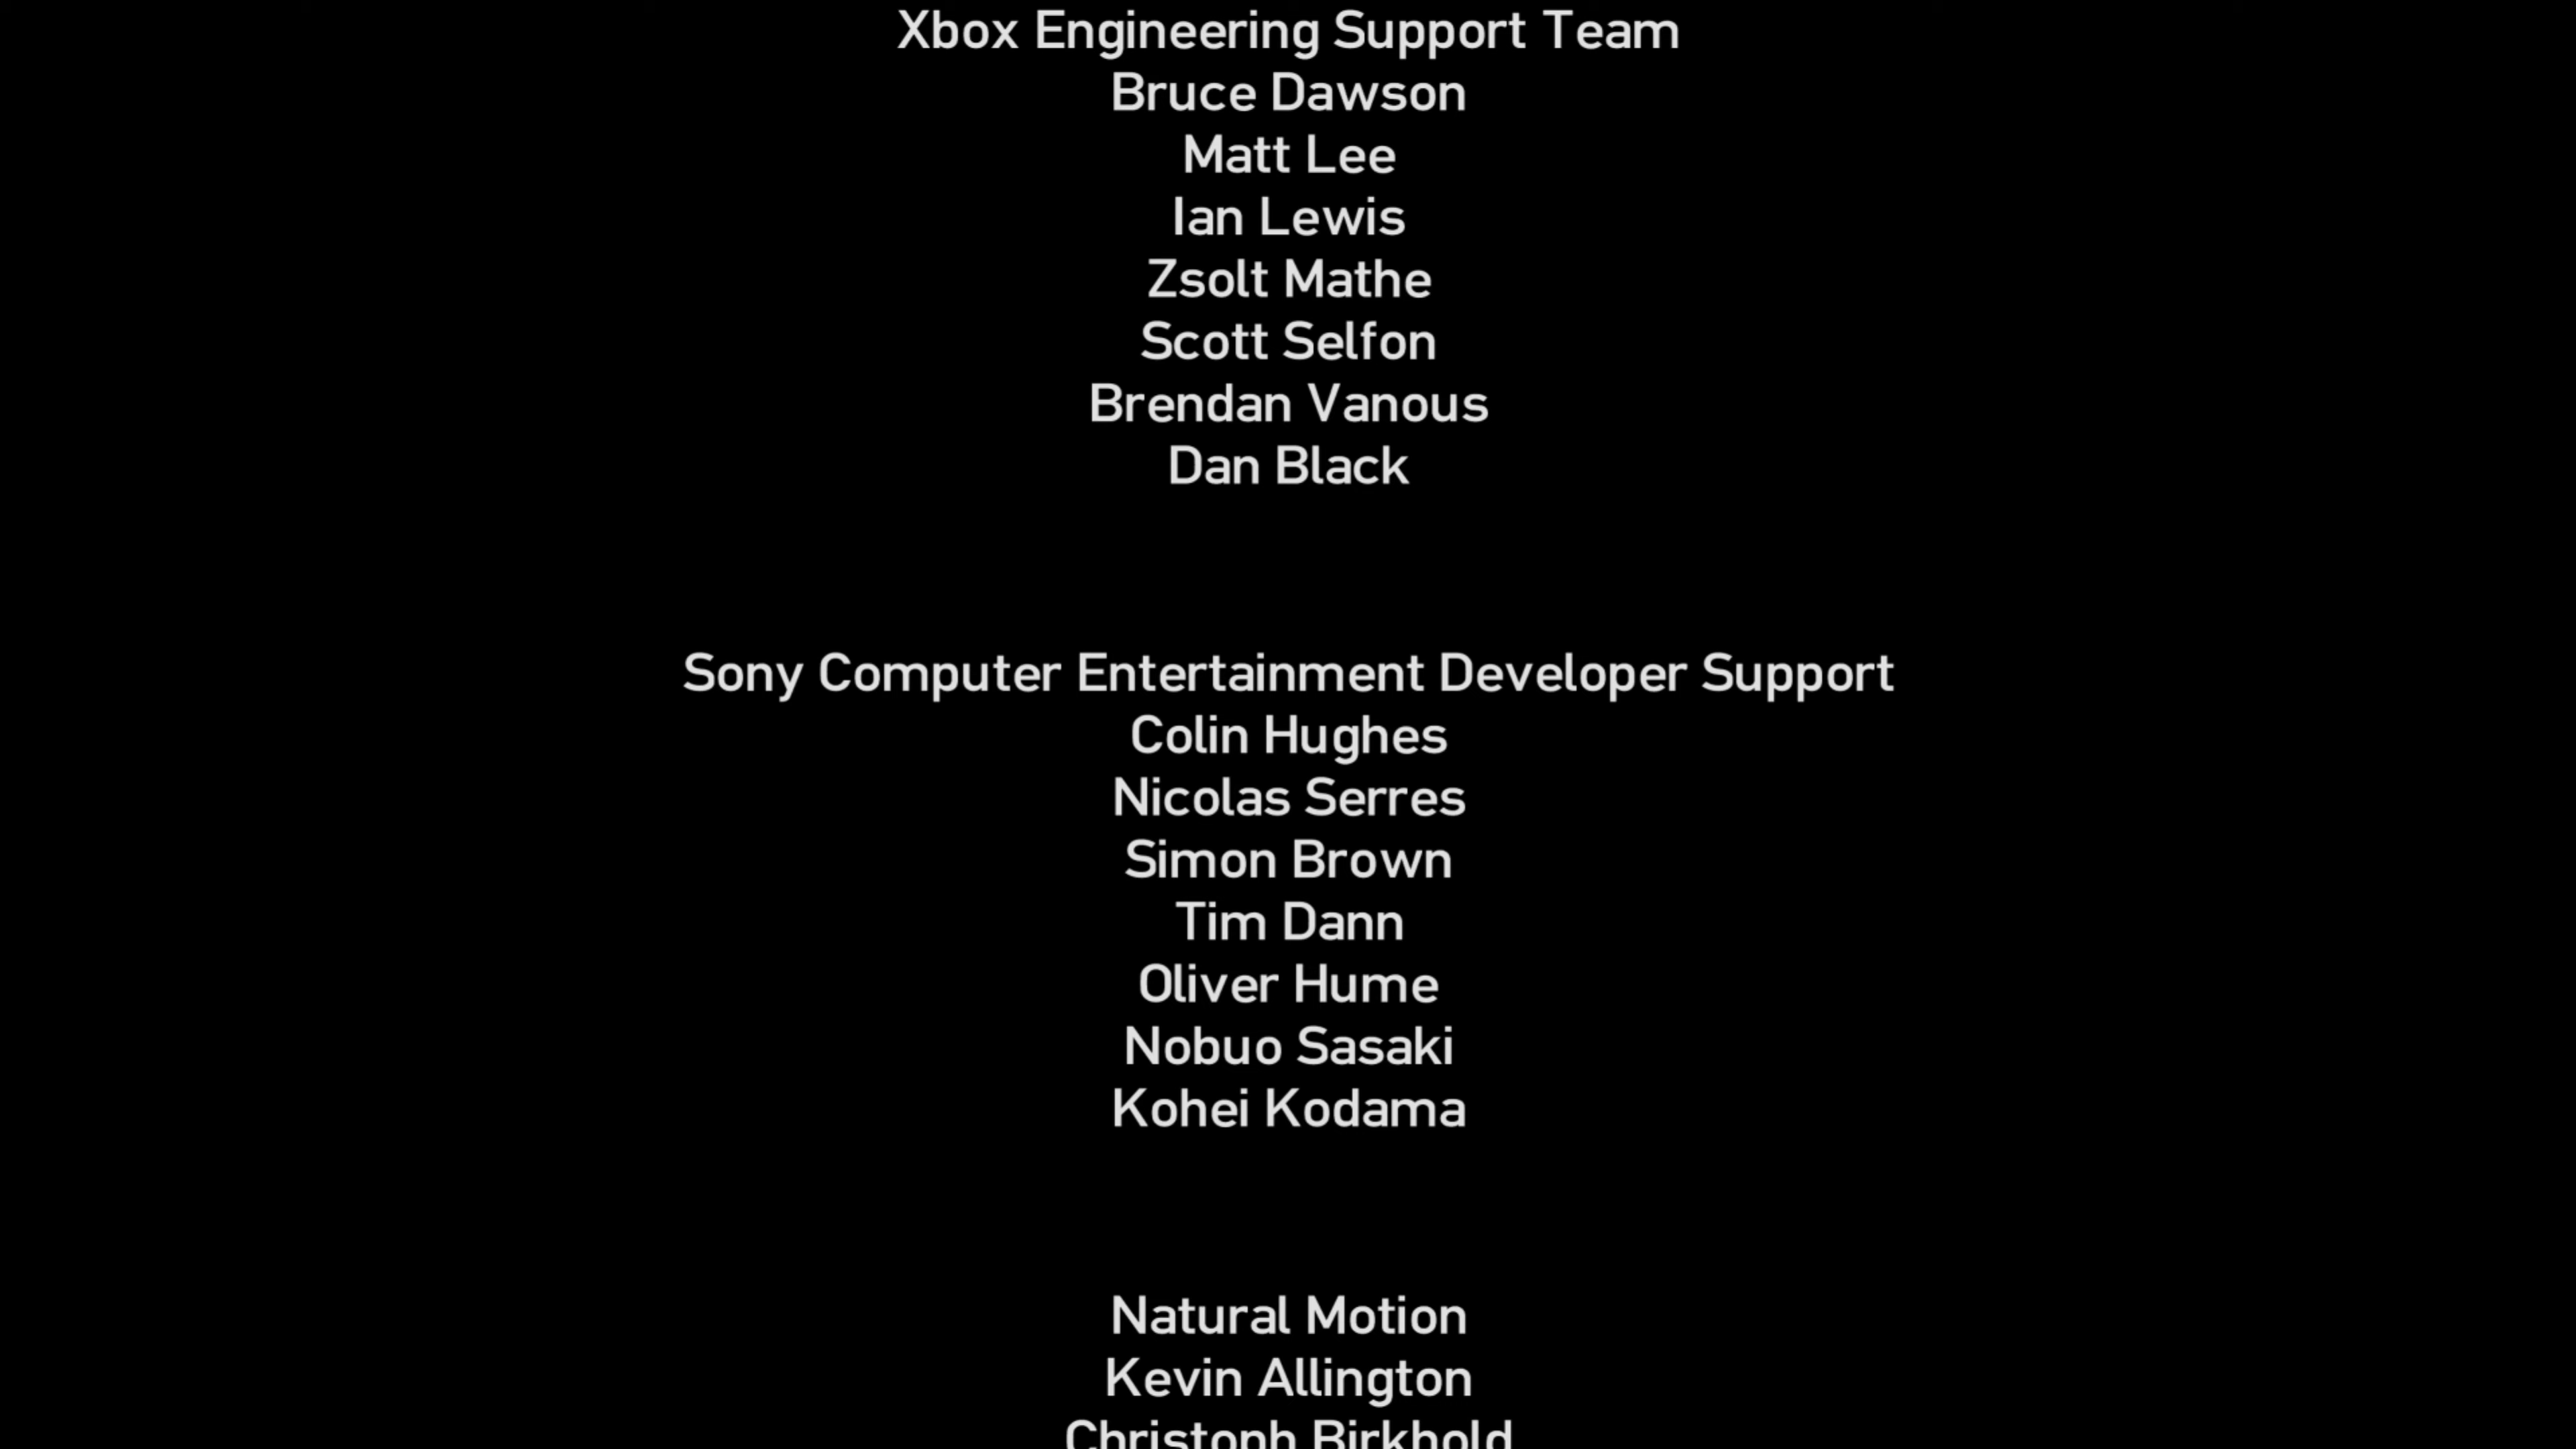 Xbox Engineering Support Team
Bruce Dawson
Matt Lee
Ian Lewis
Zsolt Mathe
Scott Selfon
Brendan Vanous
Dan Black
Sony Computer Entertainment Developer Support
Colin Hughes
Nicolas Serres
Simon Brown
Tim Dann
Oliver Hume
Nobuo Sasaki
Kohei Kodama
Natural Motion
Kevin Allington
Christoph Birkhold